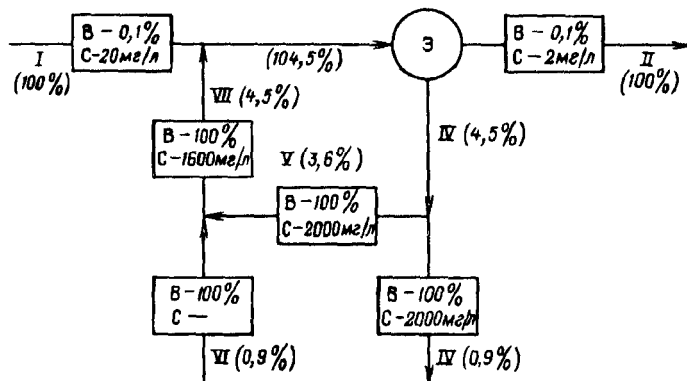 В – 0,1%
С–20мг/л
I
(100%)
(104,5%)
Э
В – 0,1%
С – 2мг/л
II
(100%)
VII (4,5%)
IV (4,5%)
В–100%
С–1600мг/л
V (3,6%)
В–100%
С–2000мг/л
В–100%
С —
В – 100%
С–2000мг/л
VI (0,9%)
IV (0,9%)